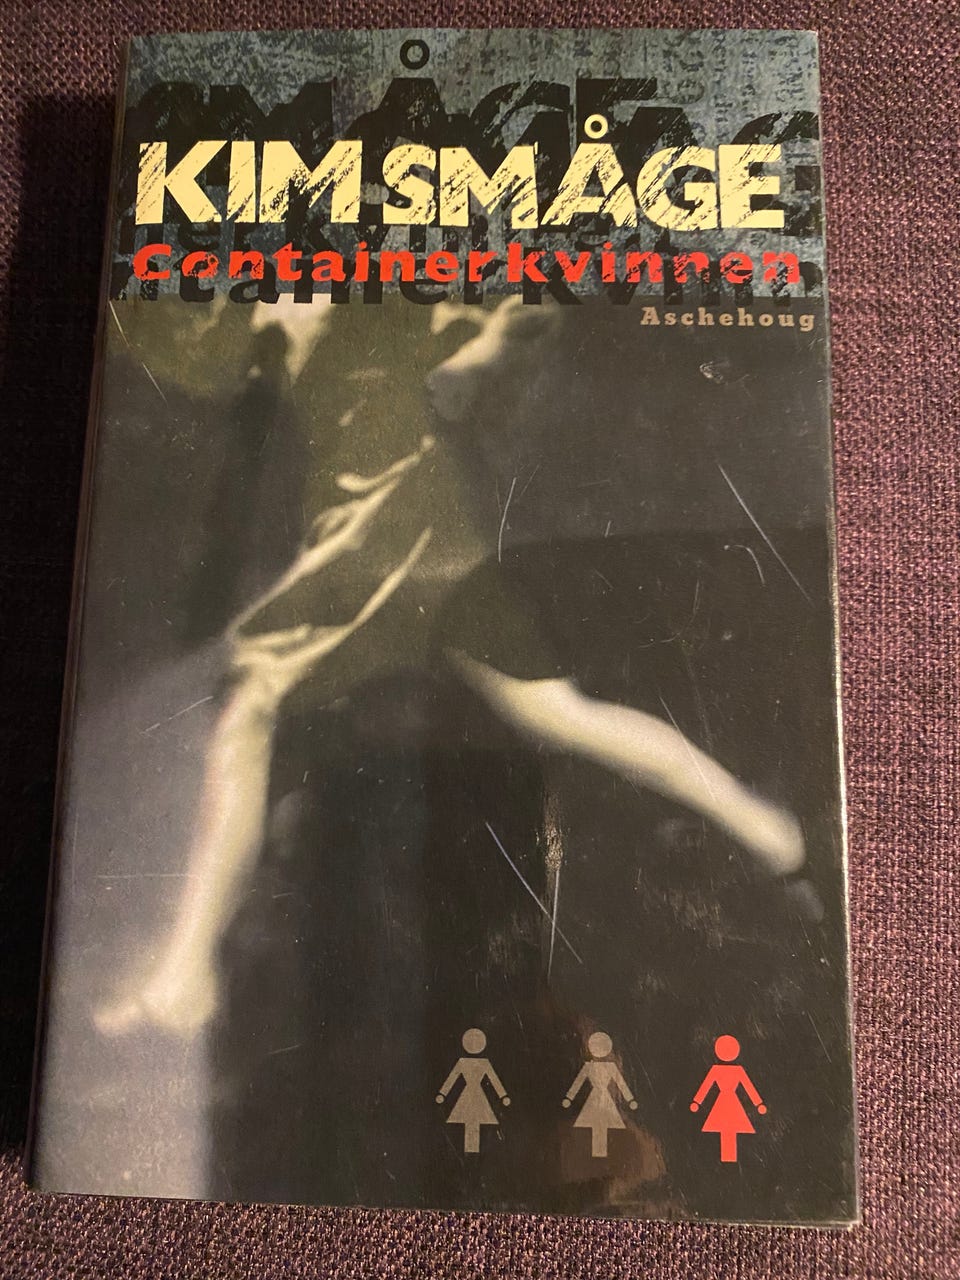 KIM SMÅGE
Containerkvinnen
Aschehoug